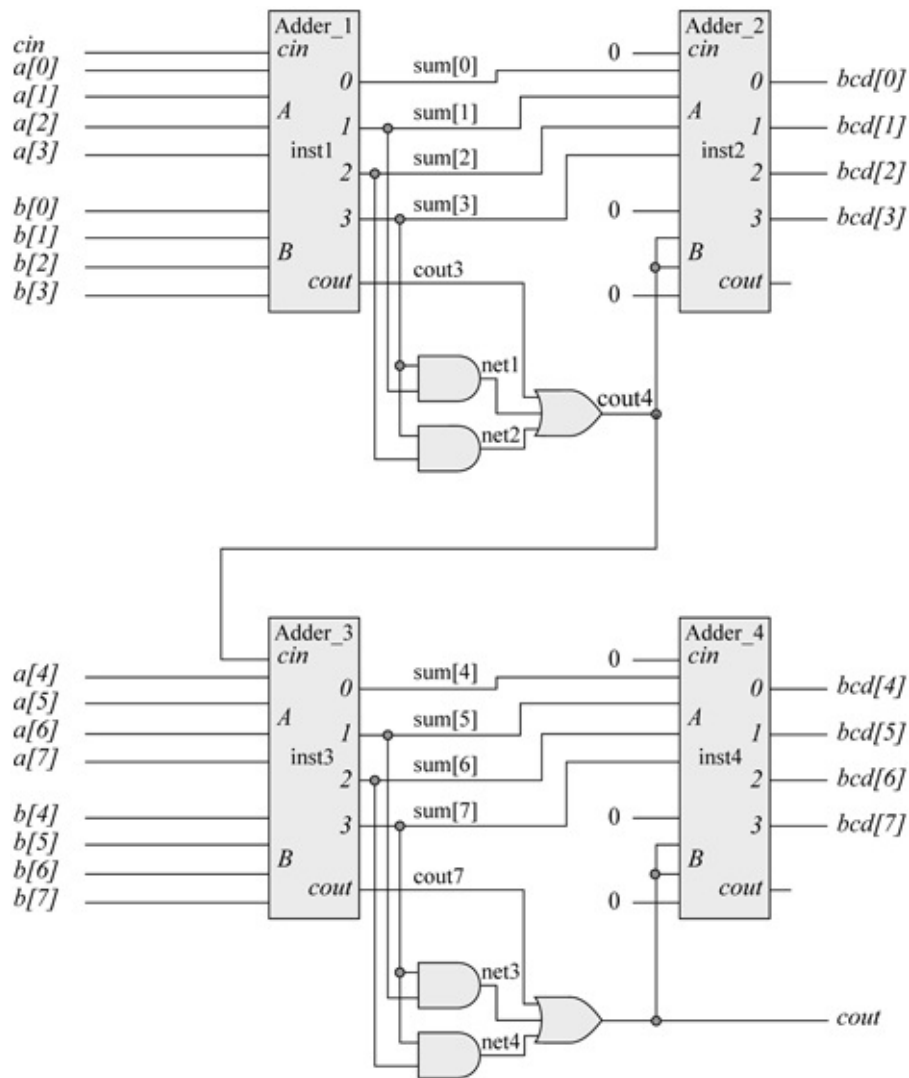 Adder_1
cin
a[0]
a[1]
a[2]
a[3]
b[0]
b[1]
b[2]
b[3]
cin
A
inst1
B
0
1
2
3
cout
sum[0]
sum[1]
sum[2]
sum[3]
cout3
net1
net2
cout4
Adder_2
0
0
0
cin
A
inst2
B
0
1
2
3
cout
bcd[0]
bcd[1]
bcd[2]
bcd[3]
Adder_3
a[4]
a[5]
a[6]
a[7]
b[4]
b[5]
b[6]
b[7]
cin
A
inst3
B
0
1
2
3
cout
sum[4]
sum[5]
sum[6]
sum[7]
cout7
net3
net4
Adder_4
0
0
0
cin
A
inst4
B
0
1
2
3
cout
bcd[4]
bcd[5]
bcd[6]
bcd[7]
cout